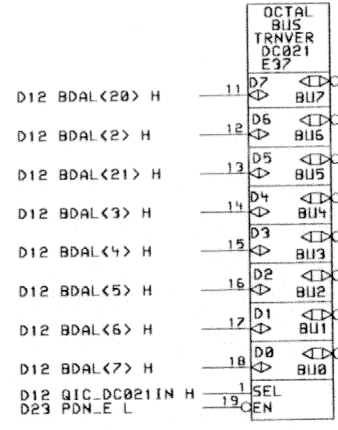 OCTAL
BUS
TRNVER
DC021
E37
D12 BDAL<20> H 11 D7 BU7
D12 BDAL<2> H 12 D6 BU6
D12 BDAL<21> H 13 D5 BU5
D12 BDAL<3> H 14 D4 BU4
D12 BDAL<4> H 15 D3 BU3
D12 BDAL<5> H 16 D2 BU2
D12 BDAL<6> H 17 D1 BU1
D12 BDAL<7> H 18 D0 BU0
D12 QIC_DC021IN H 1 SEL
D23 PDN_E L 19 EN